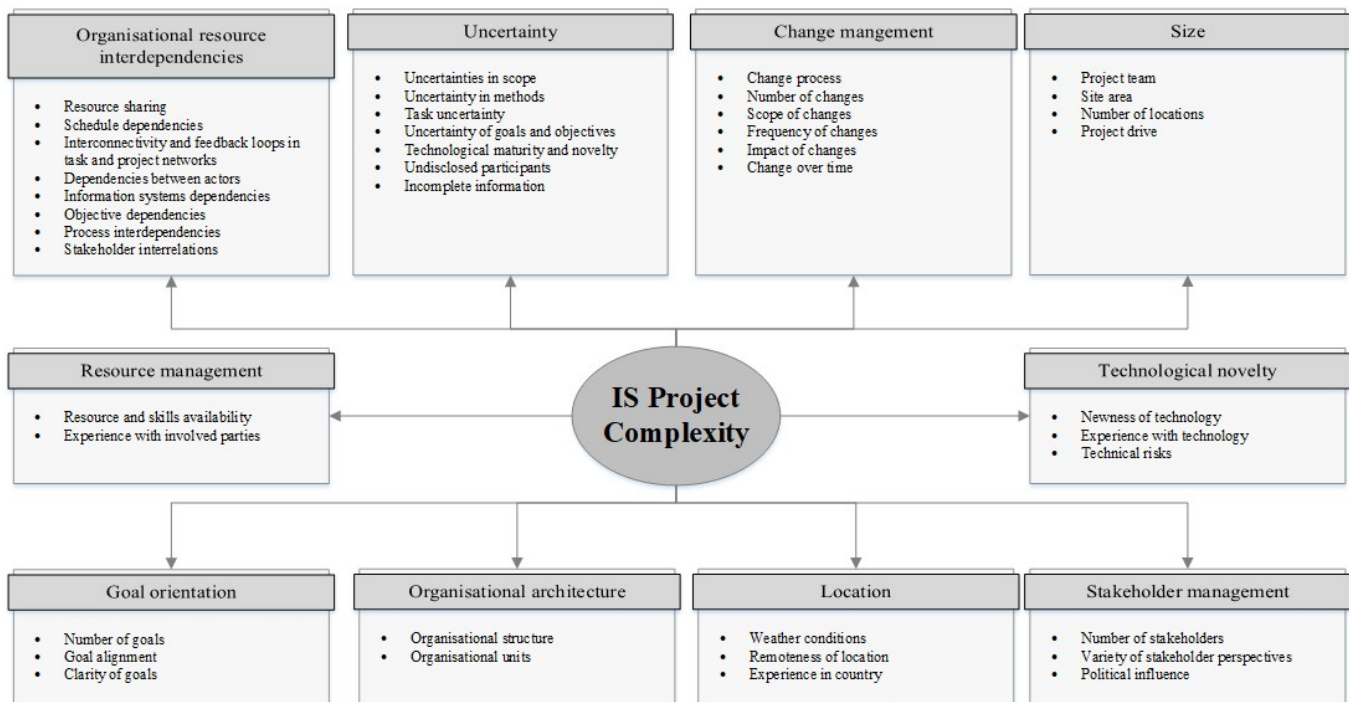 Organisational resource
interdependencies
• Resource sharing
• Schedule dependencies
• Interconnectivity and feedback loops in
task and project networks
• Dependencies between actors
• Information systems dependencies
• Objective dependencies
• Process interdependencies
• Stakeholder interrelations
Uncertainty
• Uncertainties in scope
• Uncertainty in methods
• Task uncertainty
• Uncertainty of goals and objectives
• Technological maturity and novelty
• Undisclosed participants
• Incomplete information
Change mangement
• Change process
• Number of changes
• Scope of changes
• Frequency of changes
• Impact of changes
• Change over time
Size
• Project team
• Site area
• Number of locations
• Project drive
Resource management
• Resource and skills availability
• Experience with involved parties
IS Project
Complexity
Technological novelty
• Newness of technology
• Experience with technology
• Technical risks
Goal orientation
• Number of goals
• Goal alignment
• Clarity of goals
Organisational architecture
• Organisational structure
• Organisational units
Location
• Weather conditions
• Remoteness of location
• Experience in country
Stakeholder management
• Number of stakeholders
• Variety of stakeholder perspectives
• Political influence